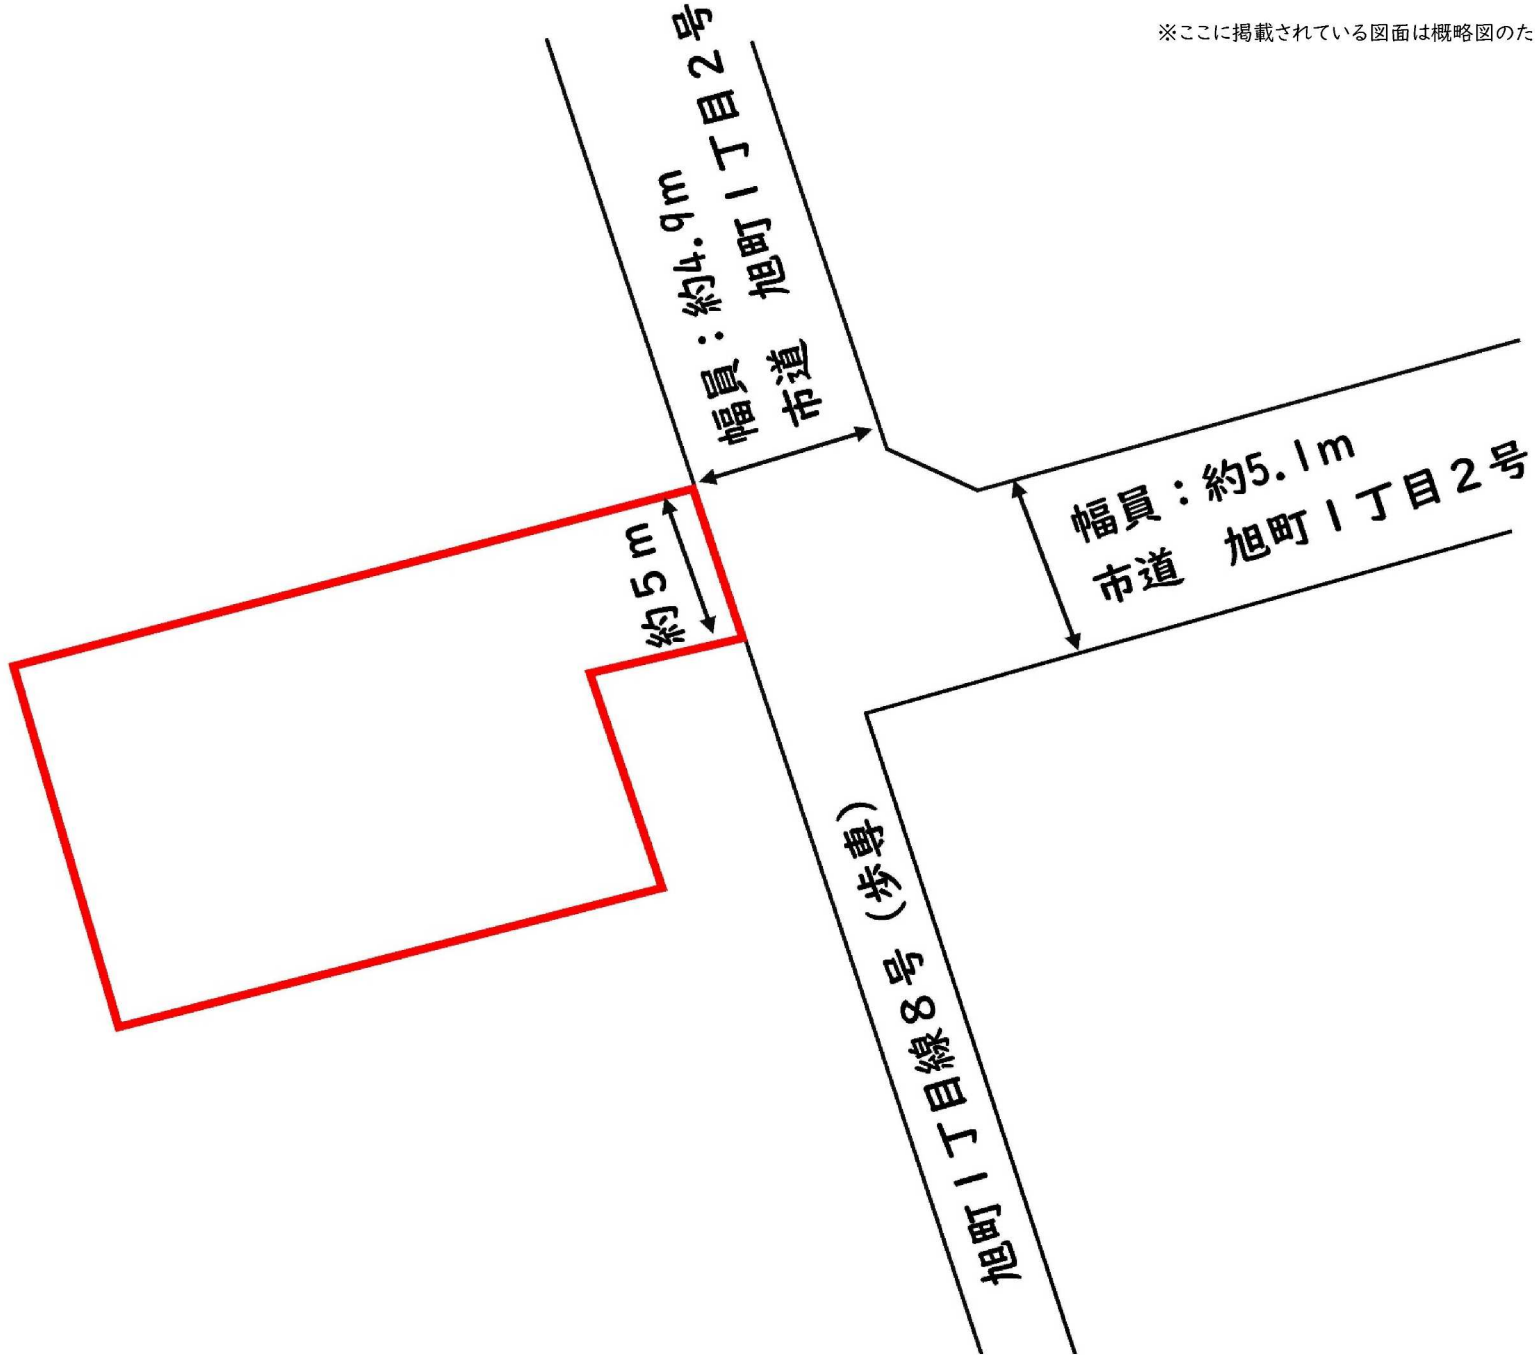 ※ここに掲載されている図面は概略図のた
幅員：約4.9m
市道　旭町1丁目2号
約5m
幅員：約5.1m
市道　旭町1丁目2号
旭町1丁目線8号（歩専）